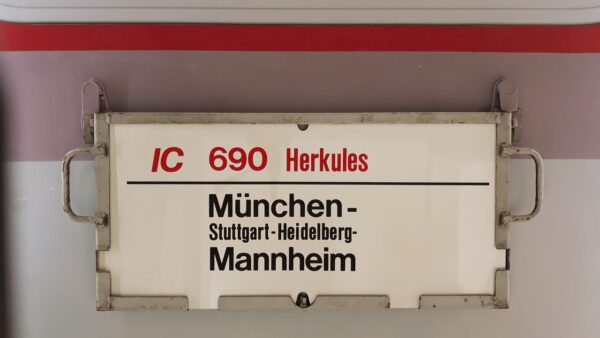 IC 690 Herkules
München -
Stuttgart-Heidelberg-
Mannheim